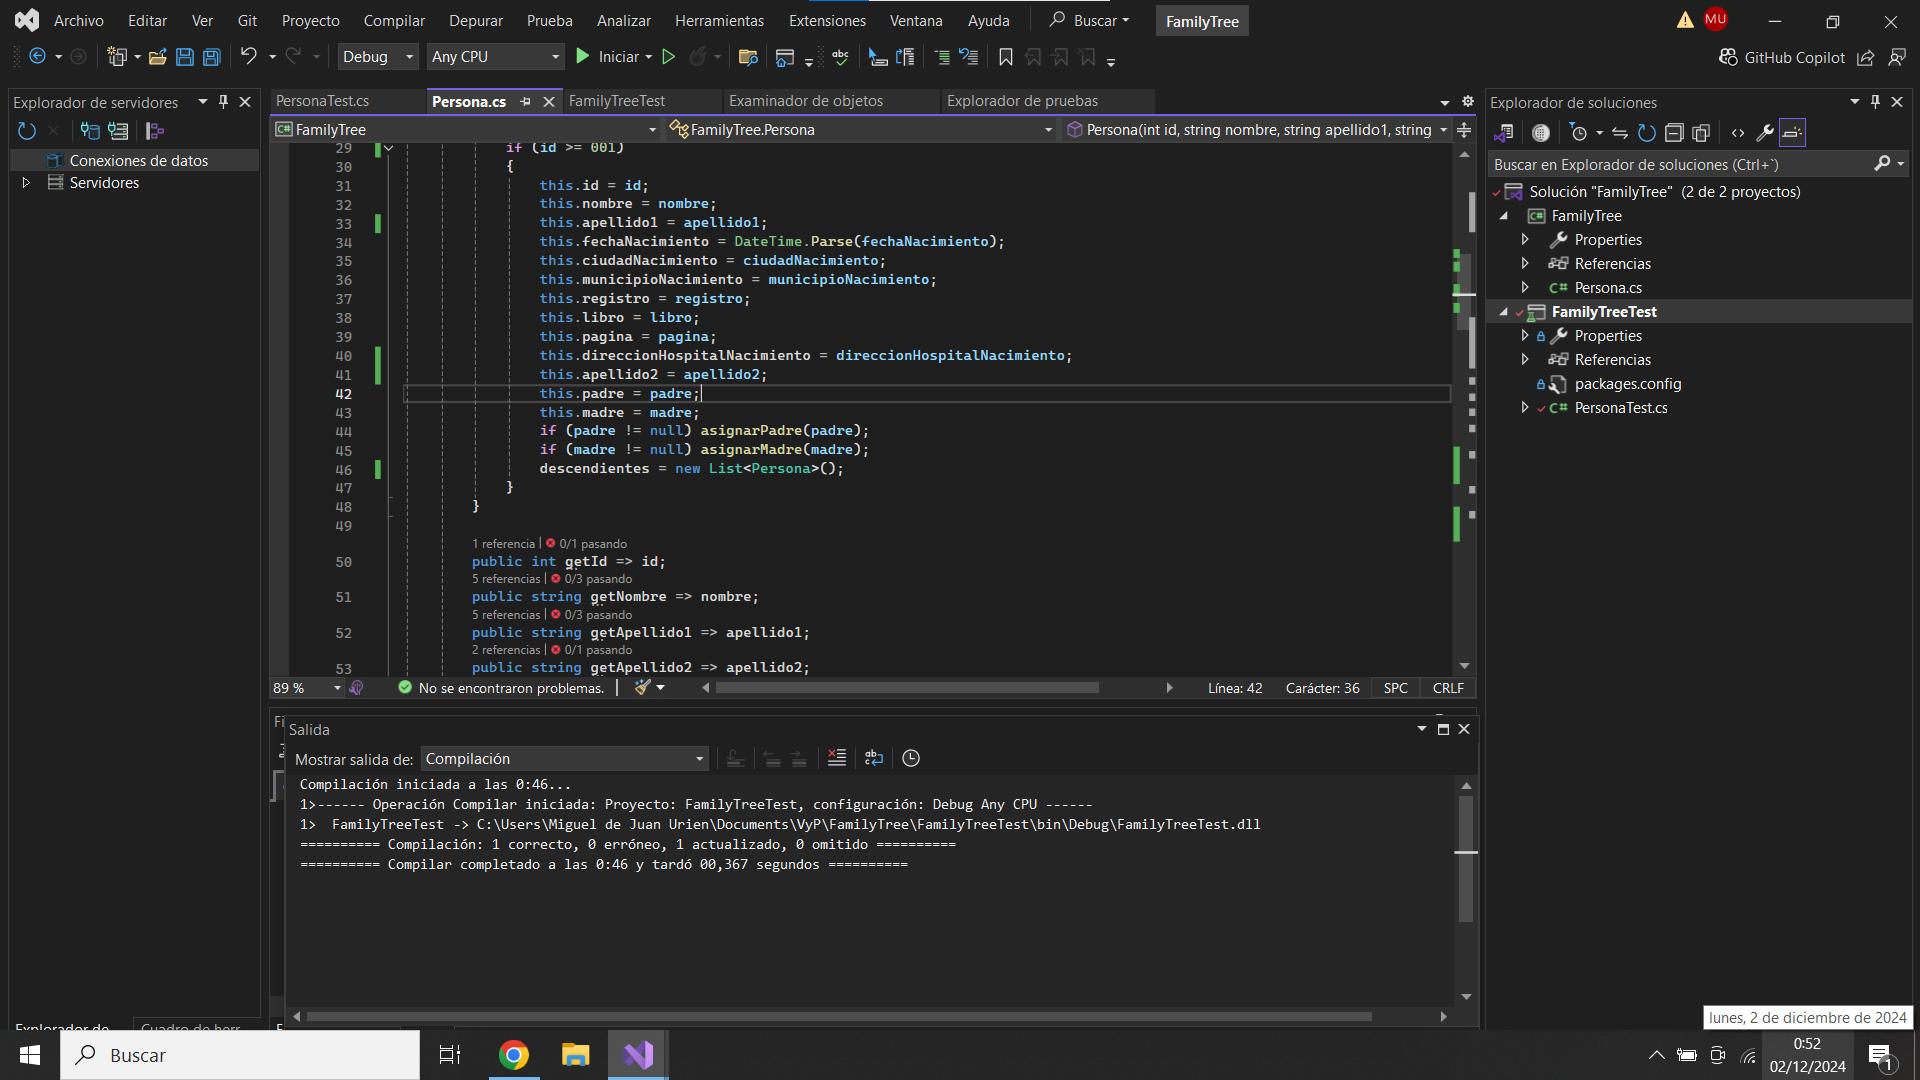 Archivo Editar Ver Git Proyecto Compilar Depurar Prueba Analizar Herramientas Extensiones Ventana Ayuda Buscar FamilyTree MU
Debug Any CPU Iniciar GitHub Copilot
Explorador de servidores
Conexiones de datos
Servidores
PersonaTest.cs Persona.cs FamilyTreeTest Examinador de objetos Explorador de pruebas
FamilyTree FamilyTree.Persona Persona(int id, string nombre, string apellido1, string
29 if (id >= 001)
30 {
31 this.id = id;
32 this.nombre = nombre;
33 this.apellido1 = apellido1;
34 this.fechaNacimiento = DateTime.Parse(fechaNacimiento);
35 this.ciudadNacimiento = ciudadNacimiento;
36 this.municipioNacimiento = municipioNacimiento;
37 this.registro = registro;
38 this.libro = libro;
39 this.pagina = pagina;
40 this.direccionHospitalNacimiento = direccionHospitalNacimiento;
41 this.apellido2 = apellido2;
42 this.padre = padre;
43 this.madre = madre;
44 if (padre != null) asignarPadre(padre);
45 if (madre != null) asignarMadre(madre);
46 descendientes = new List<Persona>();
47 }
48 }
49
1 referencia | 0/1 pasando
50 public int getId => id;
5 referencias | 0/3 pasando
51 public string getNombre => nombre;
5 referencias | 0/3 pasando
52 public string getApellido1 => apellido1;
2 referencias | 0/1 pasando
53 public string getApellido2 => apellido2;
89 % No se encontraron problemas. Línea: 42 Carácter: 36 SPC CRLF
Salida
Mostrar salida de: Compilación
Compilación iniciada a las 0:46...
1>------ Operación Compilar iniciada: Proyecto: FamilyTreeTest, configuración: Debug Any CPU ------
1>  FamilyTreeTest -> C:\Users\Miguel de Juan Urien\Documents\VyP\FamilyTree\FamilyTreeTest\bin\Debug\FamilyTreeTest.dll
========== Compilación: 1 correcto, 0 erróneo, 1 actualizado, 0 omitido ==========
========== Compilar completado a las 0:46 y tardó 00,367 segundos ==========
Explorador de soluciones
Buscar en Explorador de soluciones (Ctrl+`)
Solución "FamilyTree" (2 de 2 proyectos)
FamilyTree
Properties
Referencias
Persona.cs
FamilyTreeTest
Properties
Referencias
packages.config
PersonaTest.cs
Explorador de Cuadro de herr
lunes, 2 de diciembre de 2024
Buscar
0:52
02/12/2024
1